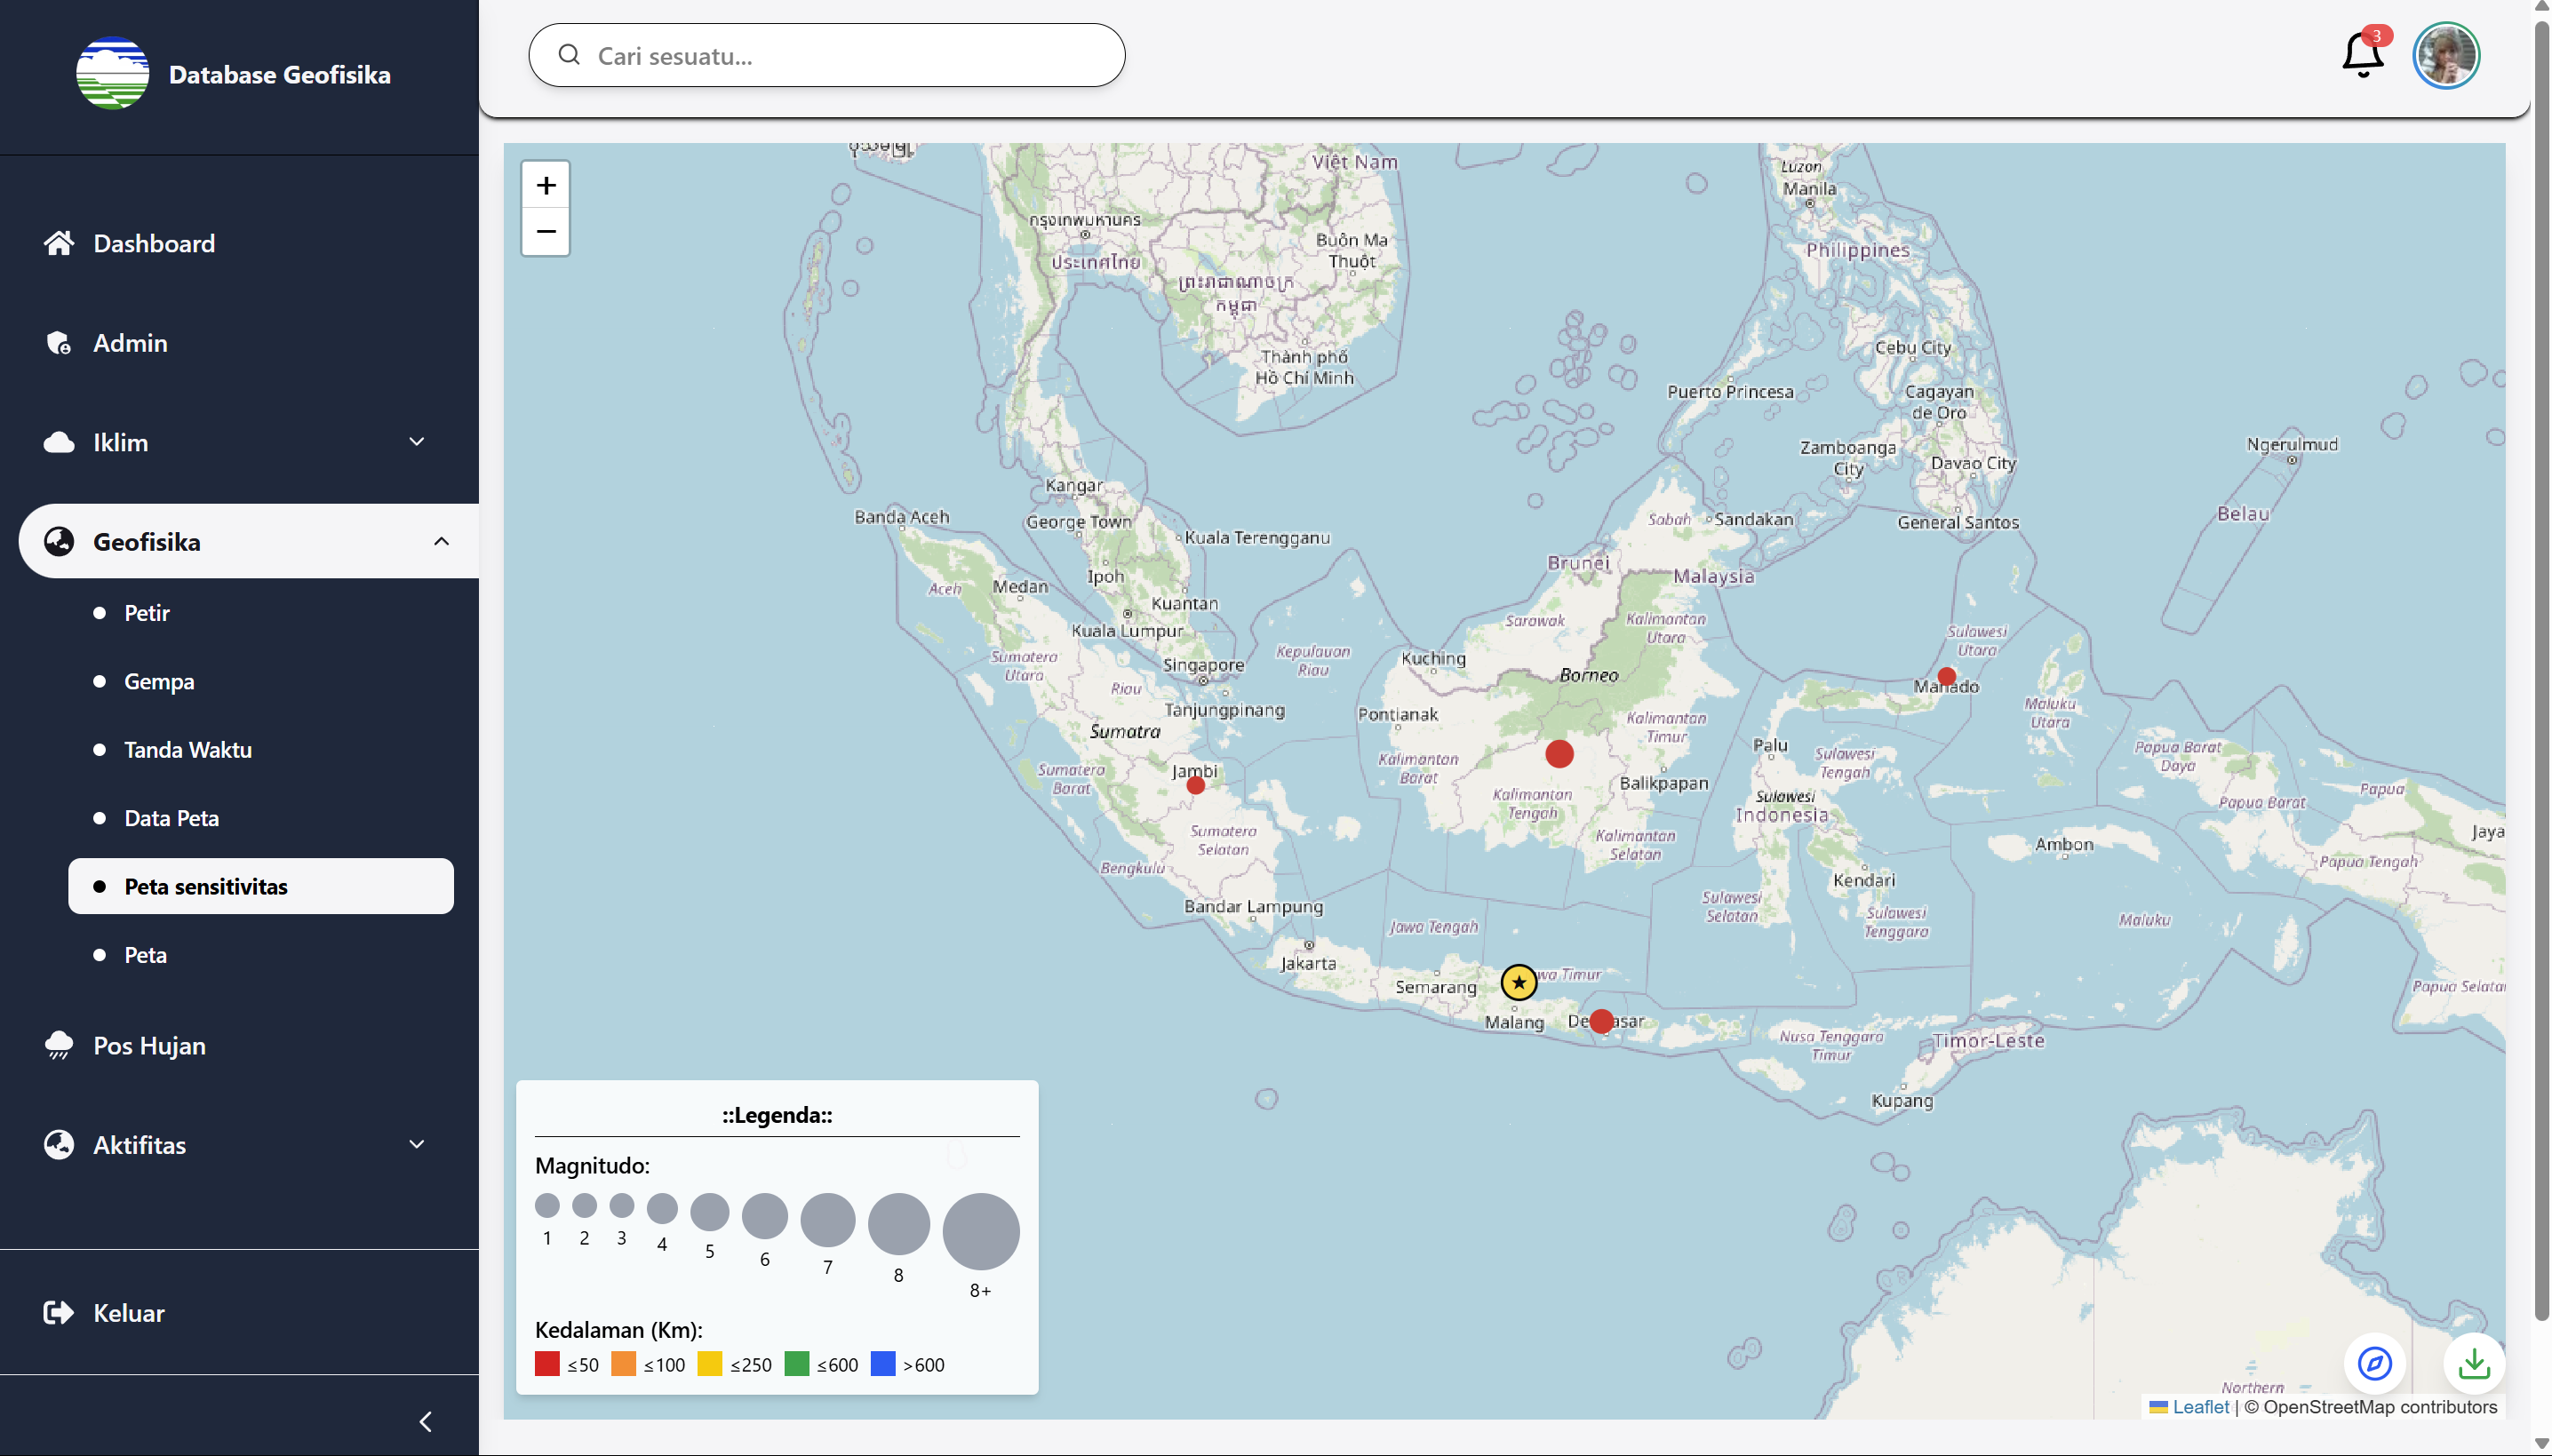 Database Geofisika
Cari sesuatu...
3
Dashboard
Admin
Iklim
Geofisika
Petir
Gempa
Tanda Waktu
Data Peta
Peta sensitivitas
Peta
Pos Hujan
Aktifitas
Keluar
+
−
Việt Nam
Luzon
Manila
กรุงเทพมหานคร
ประเทศไทย
Buôn Ma
Thuột
Philippines
ព្រះរាជាណាចក្រ
កម្ពុជា
Thành phố
Hồ Chí Minh
Cebu City
Puerto Princesa
Cagayan
de Oro
Zamboanga
City
Davao City
Ngerulmud
Kangar
Banda Aceh
George Town
Kuala Terengganu
Sabah
Sandakan
General Santos
Belau
Ipoh
Brunei
Malaysia
Aceh
Medan
Kuantan
Kuala Lumpur
Sarawak
Kalimantan
Utara
Sulawesi
Utara
Sumatera
Utara
Singapore
Kepulauan
Riau
Kuching
Borneo
Riau
Manado
Tanjungpinang
Pontianak
Kalimantan
Timur
Maluku
Utara
Sumatra
Palu
Sulawesi
Tengah
Papua Barat
Daya
Sumatera
Barat
Jambi
Kalimantan
Barat
Balikpapan
Kalimantan
Tengah
Sulawesi
Indonesia
Papua Barat
Papua
Jaya
Sumatera
Selatan
Kalimantan
Selatan
Ambon
Papua Tengah
Bengkulu
Kendari
Bandar Lampung
Sulawesi
Selatan
Sulawesi
Tenggara
Maluku
Jawa Tengah
Jakarta
wa Timur
Semarang
Papua Selata
Malang
De asar
Nusa Tenggara
Timur
Timor-Leste
Kupang
Northern
::Legenda::
Magnitudo:
1 2 3 4 5 6 7 8 8+
Kedalaman (Km):
≤50 ≤100 ≤250 ≤600 >600
Leaflet | © OpenStreetMap contributors